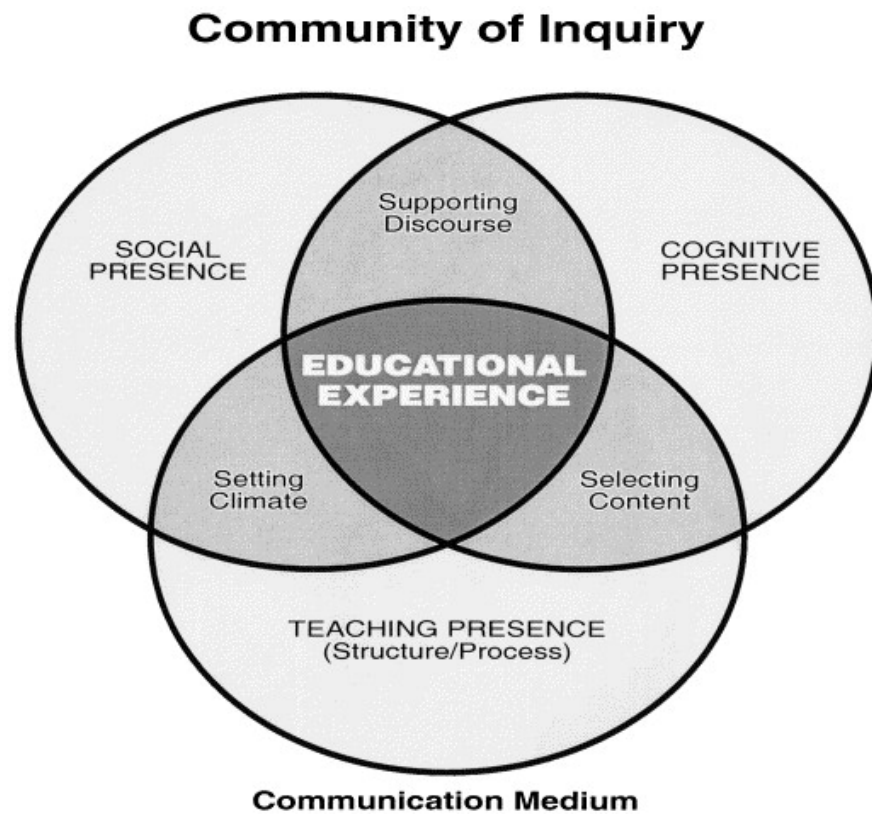 Community of Inquiry
Supporting
Discourse
SOCIAL
PRESENCE
COGNITIVE
PRESENCE
EDUCATIONAL
EXPERIENCE
Setting
Climate
Selecting
Content
TEACHING PRESENCE
(Structure/Process)
Communication Medium